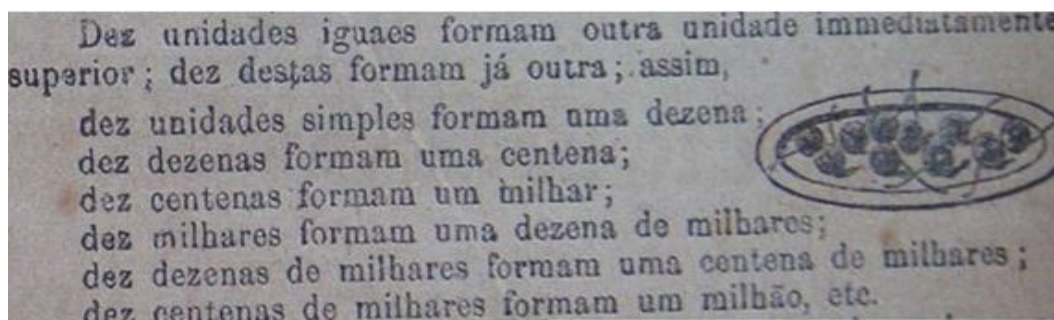 Dez unidades iguaes formam outra unidade immediatamente
superior; dez destas formam já outra; assim,
dez unidades simples formam uma dezena;
dez dezenas formam uma centena;
dez centenas formam um milhar;
dez milhares formam uma dezena de milhares;
dez dezenas de milhares formam uma centena de milhares;
dez centenas de milhares formam um milhão, etc.